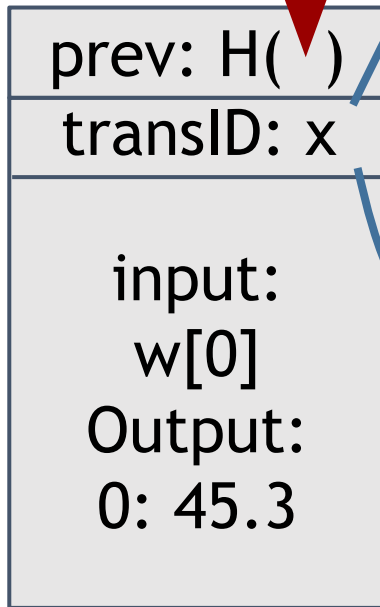 prev: H( )
transID: x
input:
w[0]
Output:
0: 45.3